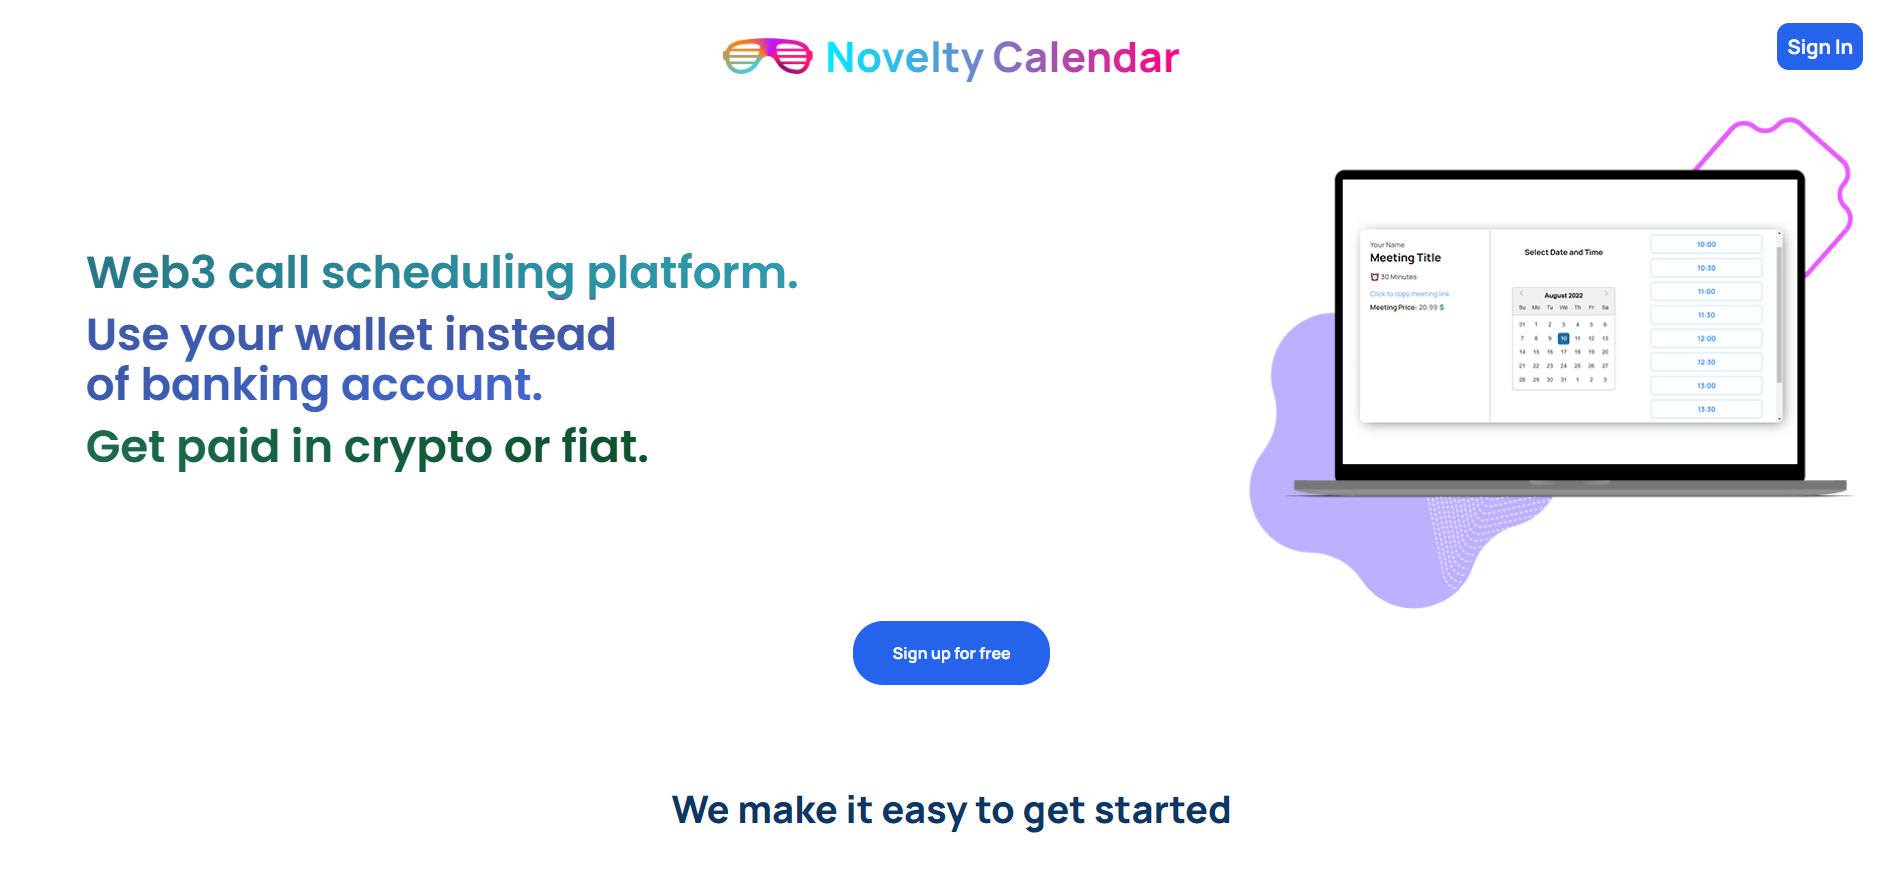 Novelty Calendar
Sign In
Web3 call scheduling platform.
Use your wallet instead
of banking account.
Get paid in crypto or fiat.
Your Name
Meeting Title
30 Minutes
Click to copy meeting link
Meeting Price: 20.99 $
Select Date and Time
August 2022
Su Mo Tu We Th Fr Sa
31 1 2 3 4 5 6
7 8 9 10 11 12 13
14 15 16 17 18 19 20
21 22 23 24 25 26 27
28 29 30 31 1 2 3
10:00
10:30
11:00
11:30
12:00
12:30
13:00
13:30
Sign up for free
We make it easy to get started